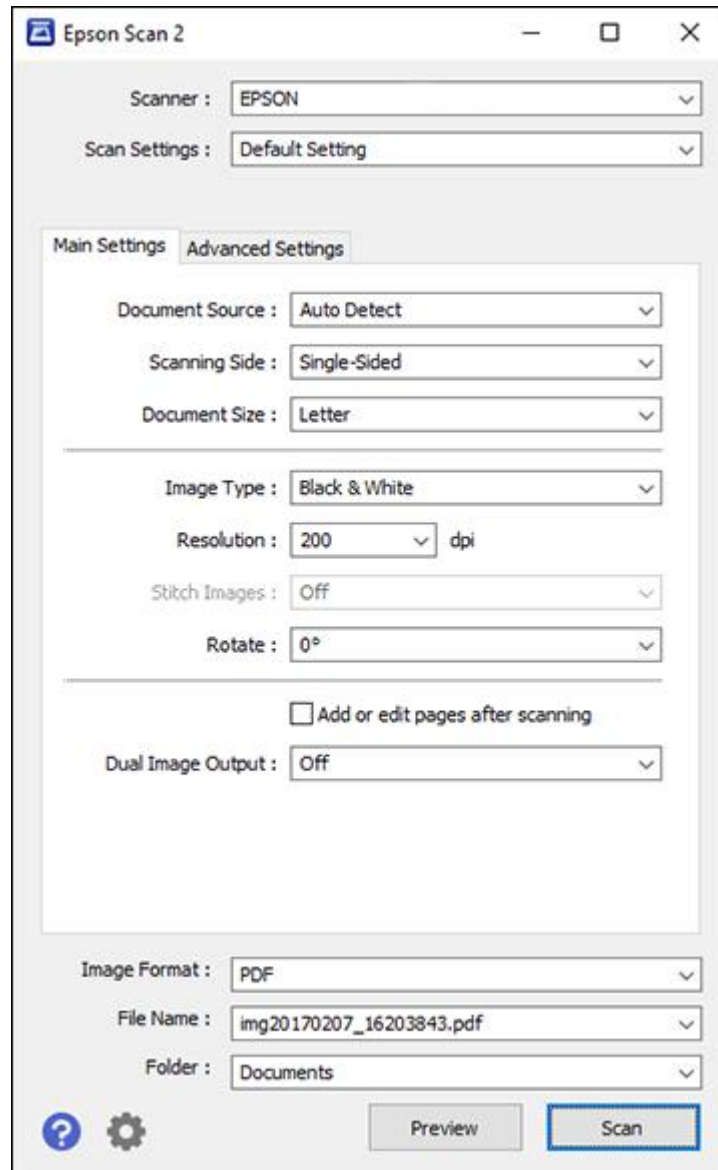 Epson Scan 2
Scanner : EPSON
Scan Settings : Default Setting
Main Settings Advanced Settings
Document Source : Auto Detect
Scanning Side : Single-Sided
Document Size : Letter
Image Type : Black & White
Resolution : 200 dpi
Stitch Images : Off
Rotate : 0°
Add or edit pages after scanning
Dual Image Output : Off
Image Format : PDF
File Name : img20170207_16203843.pdf
Folder : Documents
? Preview Scan